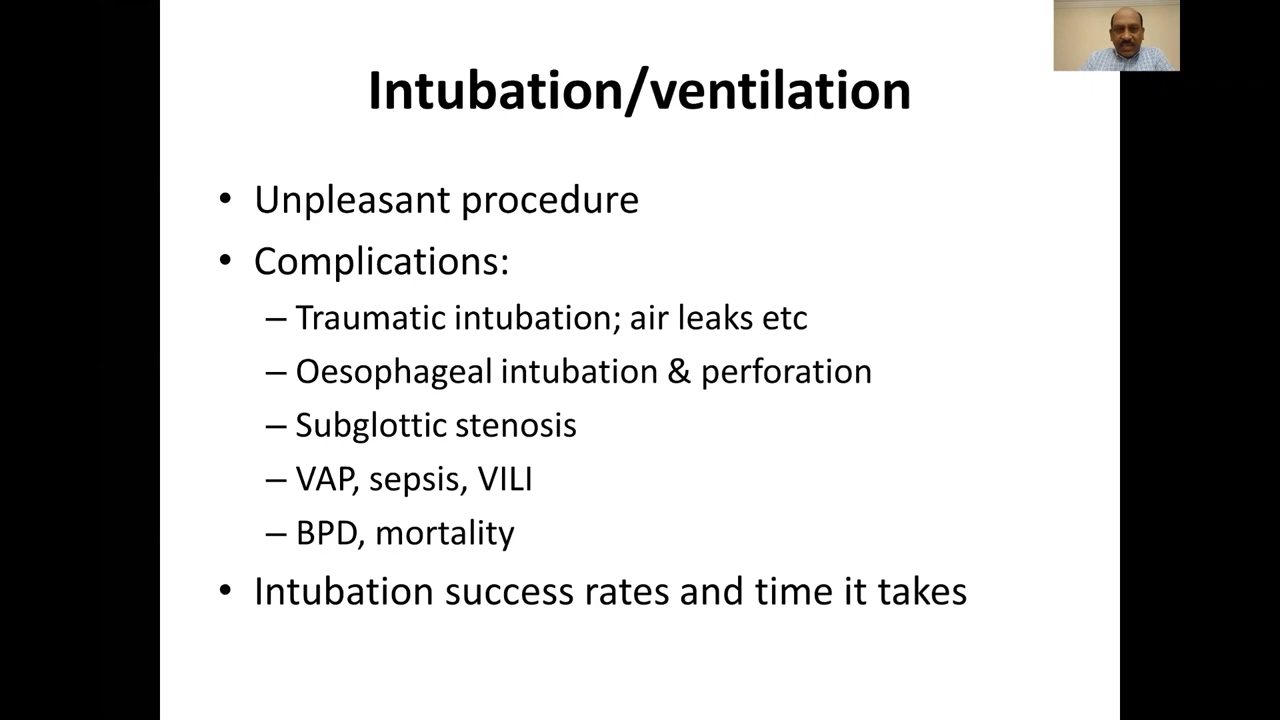 Intubation/ventilation
• Unpleasant procedure
• Complications:
– Traumatic intubation; air leaks etc
– Oesophageal intubation & perforation
– Subglottic stenosis
– VAP, sepsis, VILI
– BPD, mortality
• Intubation success rates and time it takes